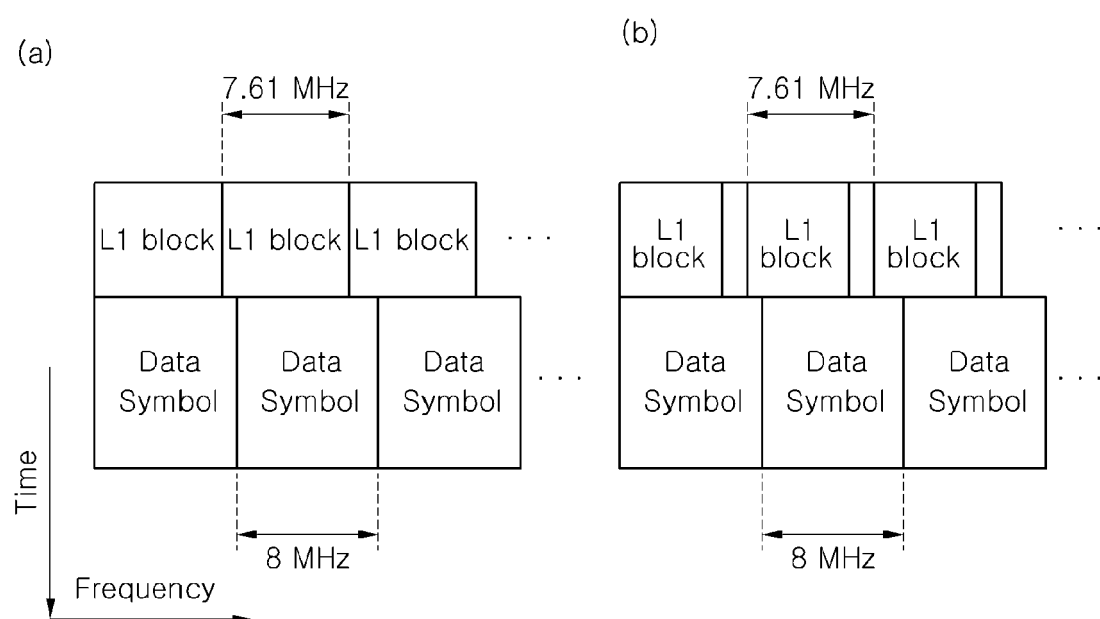 (a)
7.61 MHz
L1 block L1 block L1 block . . .
Data Symbol Data Symbol Data Symbol . . .
8 MHz
Time
Frequency
(b)
7.61 MHz
L1 block L1 block L1 block . . .
Data Symbol Data Symbol Data Symbol . . .
8 MHz